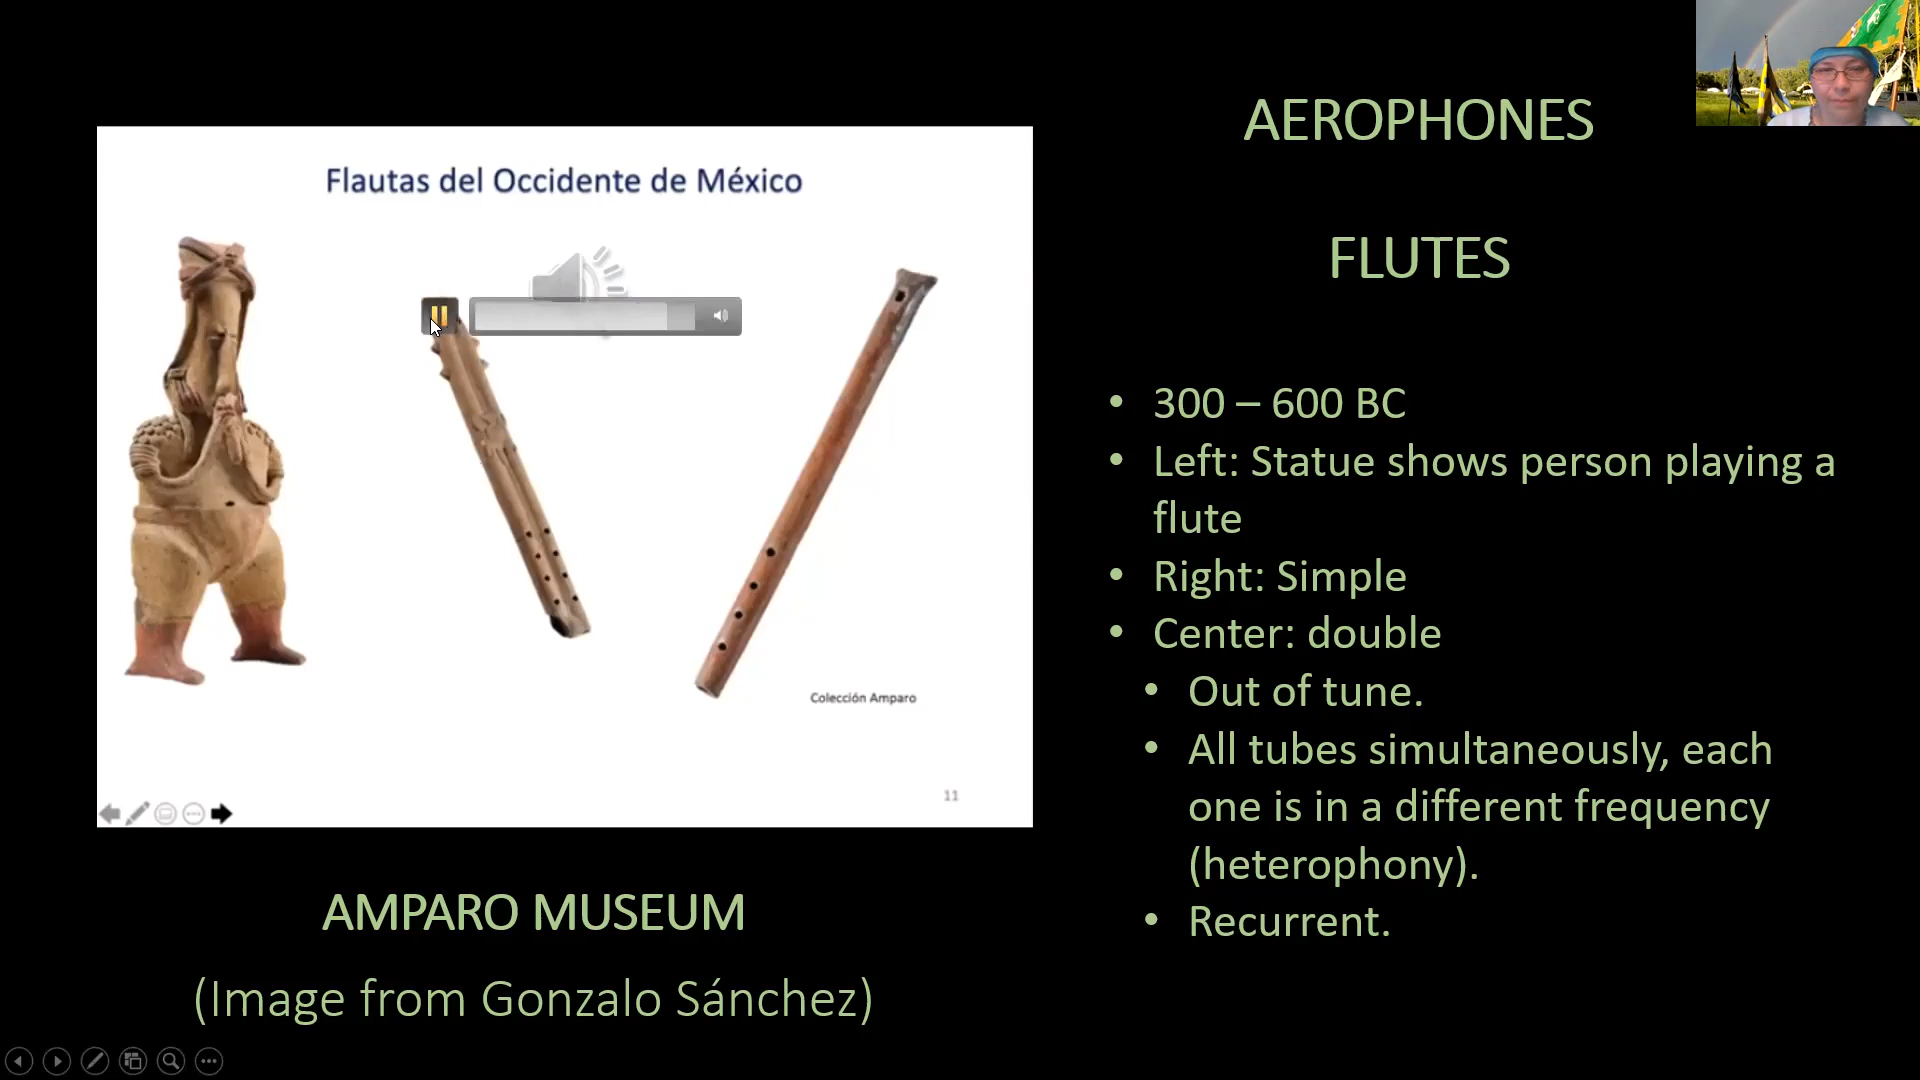 Flautas del Occidente de México
Colección Amparo
11
AMPARO MUSEUM
(Image from Gonzalo Sánchez)
AEROPHONES
FLUTES
• 300 – 600 BC
• Left: Statue shows person playing a
flute
• Right: Simple
• Center: double
• Out of tune.
• All tubes simultaneously, each
one is in a different frequency
(heterophony).
• Recurrent.